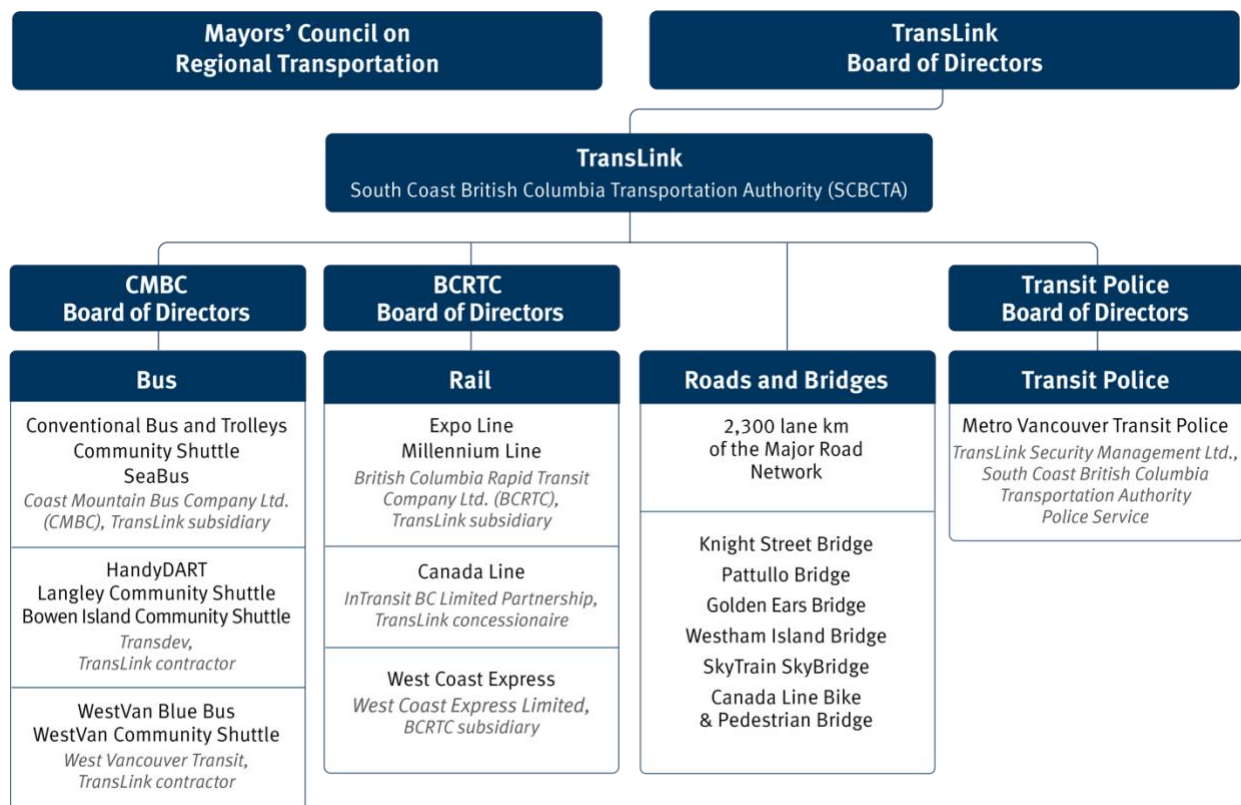 Mayors’ Council on
Regional Transportation
TransLink
Board of Directors
TransLink
South Coast British Columbia Transportation Authority (SCBCTA)
CMBC
Board of Directors
BCRTC
Board of Directors
Transit Police
Board of Directors
Bus
Conventional Bus and Trolleys
Community Shuttle
SeaBus
Coast Mountain Bus Company Ltd.
(CMBC), TransLink subsidiary
HandyDART
Langley Community Shuttle
Bowen Island Community Shuttle
Transdev,
TransLink contractor
WestVan Blue Bus
WestVan Community Shuttle
West Vancouver Transit,
TransLink contractor
Rail
Expo Line
Millennium Line
British Columbia Rapid Transit
Company Ltd. (BCRTC),
TransLink subsidiary
Canada Line
InTransit BC Limited Partnership,
TransLink concessionaire
West Coast Express
West Coast Express Limited,
BCRTC subsidiary
Roads and Bridges
2,300 lane km
of the Major Road
Network
Knight Street Bridge
Pattullo Bridge
Golden Ears Bridge
Westham Island Bridge
SkyTrain SkyBridge
Canada Line Bike
& Pedestrian Bridge
Transit Police
Metro Vancouver Transit Police
TransLink Security Management Ltd.,
South Coast British Columbia
Transportation Authority
Police Service